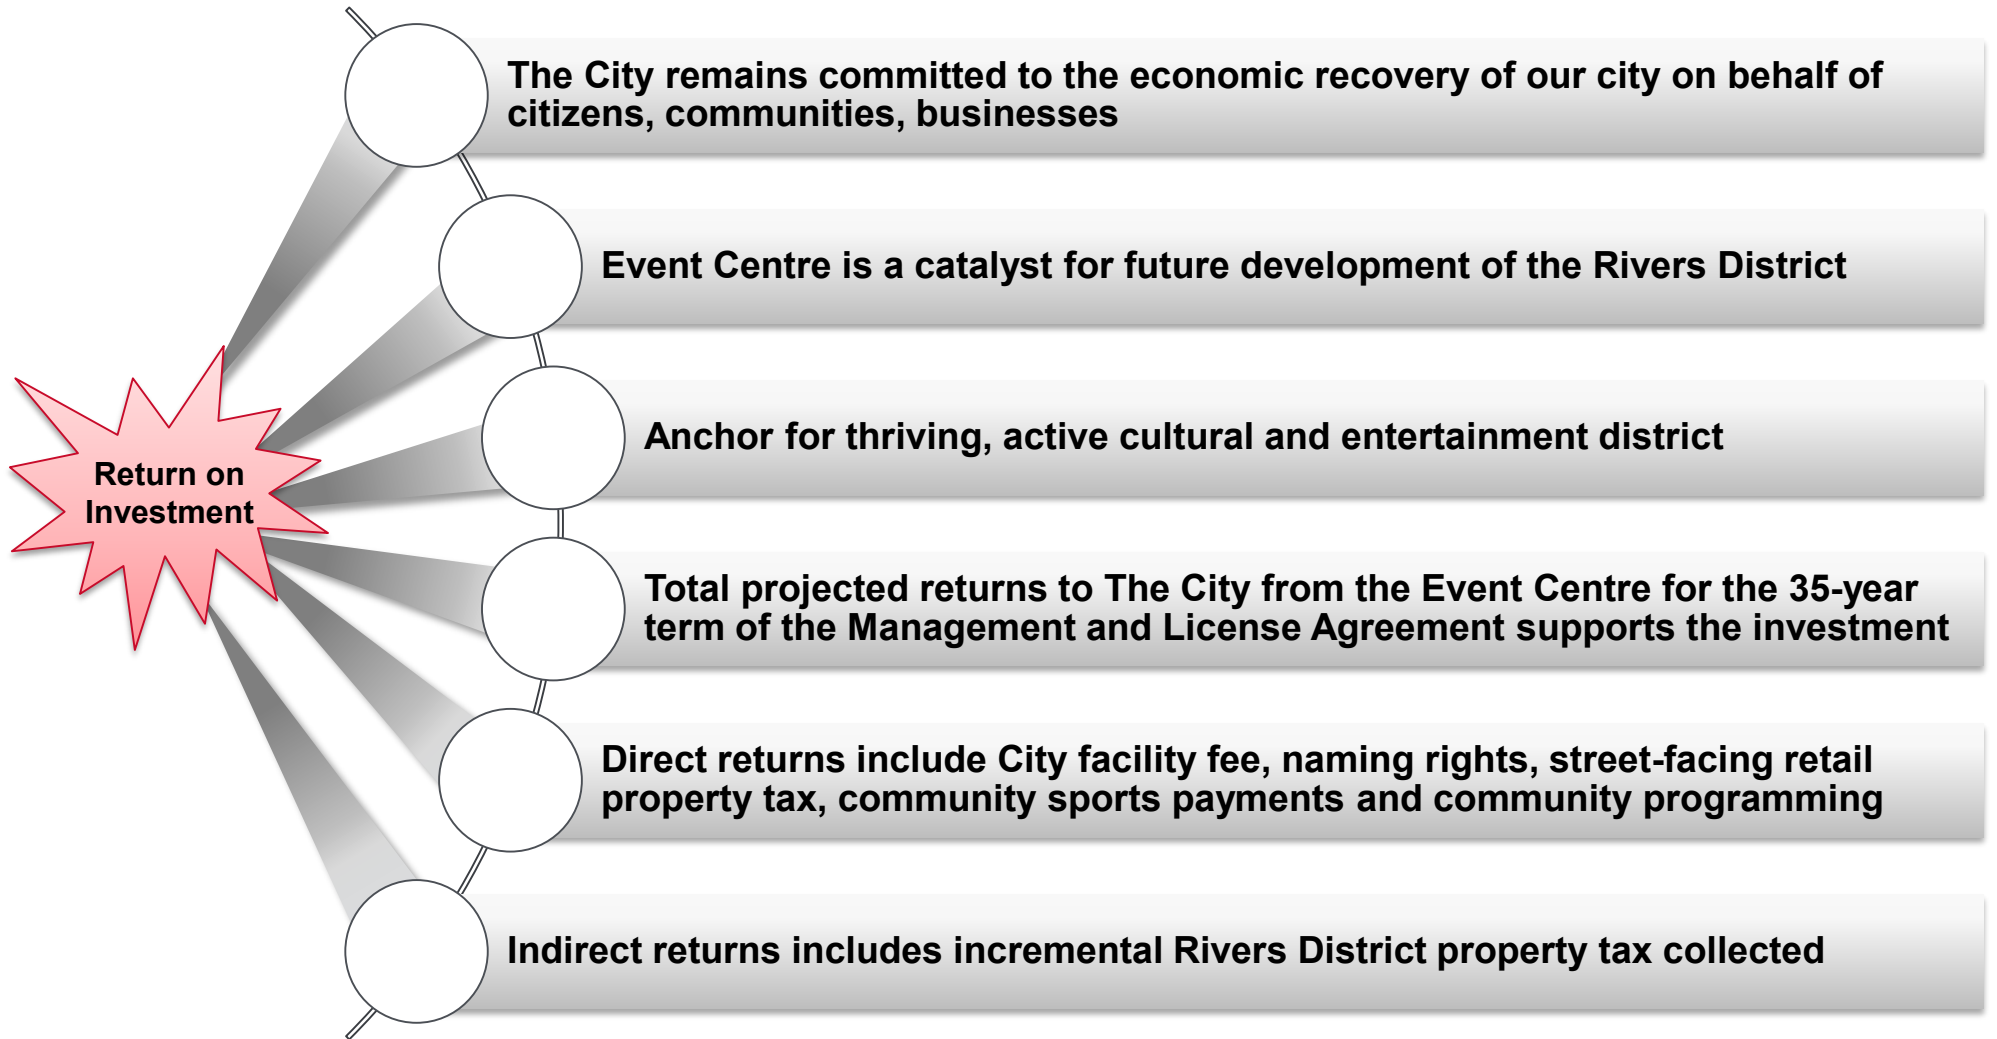 The City remains committed to the economic recovery of our city on behalf of
citizens, communities, businesses
Event Centre is a catalyst for future development of the Rivers District
Anchor for thriving, active cultural and entertainment district
Return on
Investment
Total projected returns to The City from the Event Centre for the 35-year
term of the Management and License Agreement supports the investment
Direct returns include City facility fee, naming rights, street-facing retail
property tax, community sports payments and community programming
Indirect returns includes incremental Rivers District property tax collected